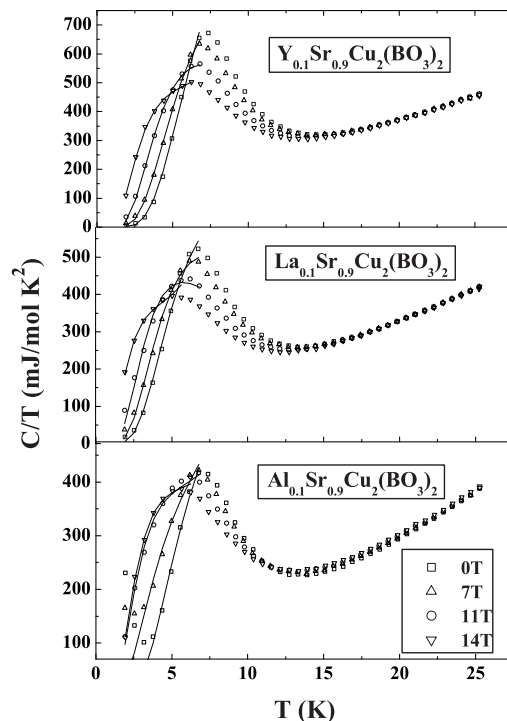 700
600
500
400
300
200
100
0
Y0.1Sr0.9Cu2(BO3)2
500
400
300
200
100
0
La0.1Sr0.9Cu2(BO3)2
C/T (mJ/mol K2)
400
300
200
100
Al0.1Sr0.9Cu2(BO3)2
0T
7T
11T
14T
0 5 10 15 20 25
T (K)